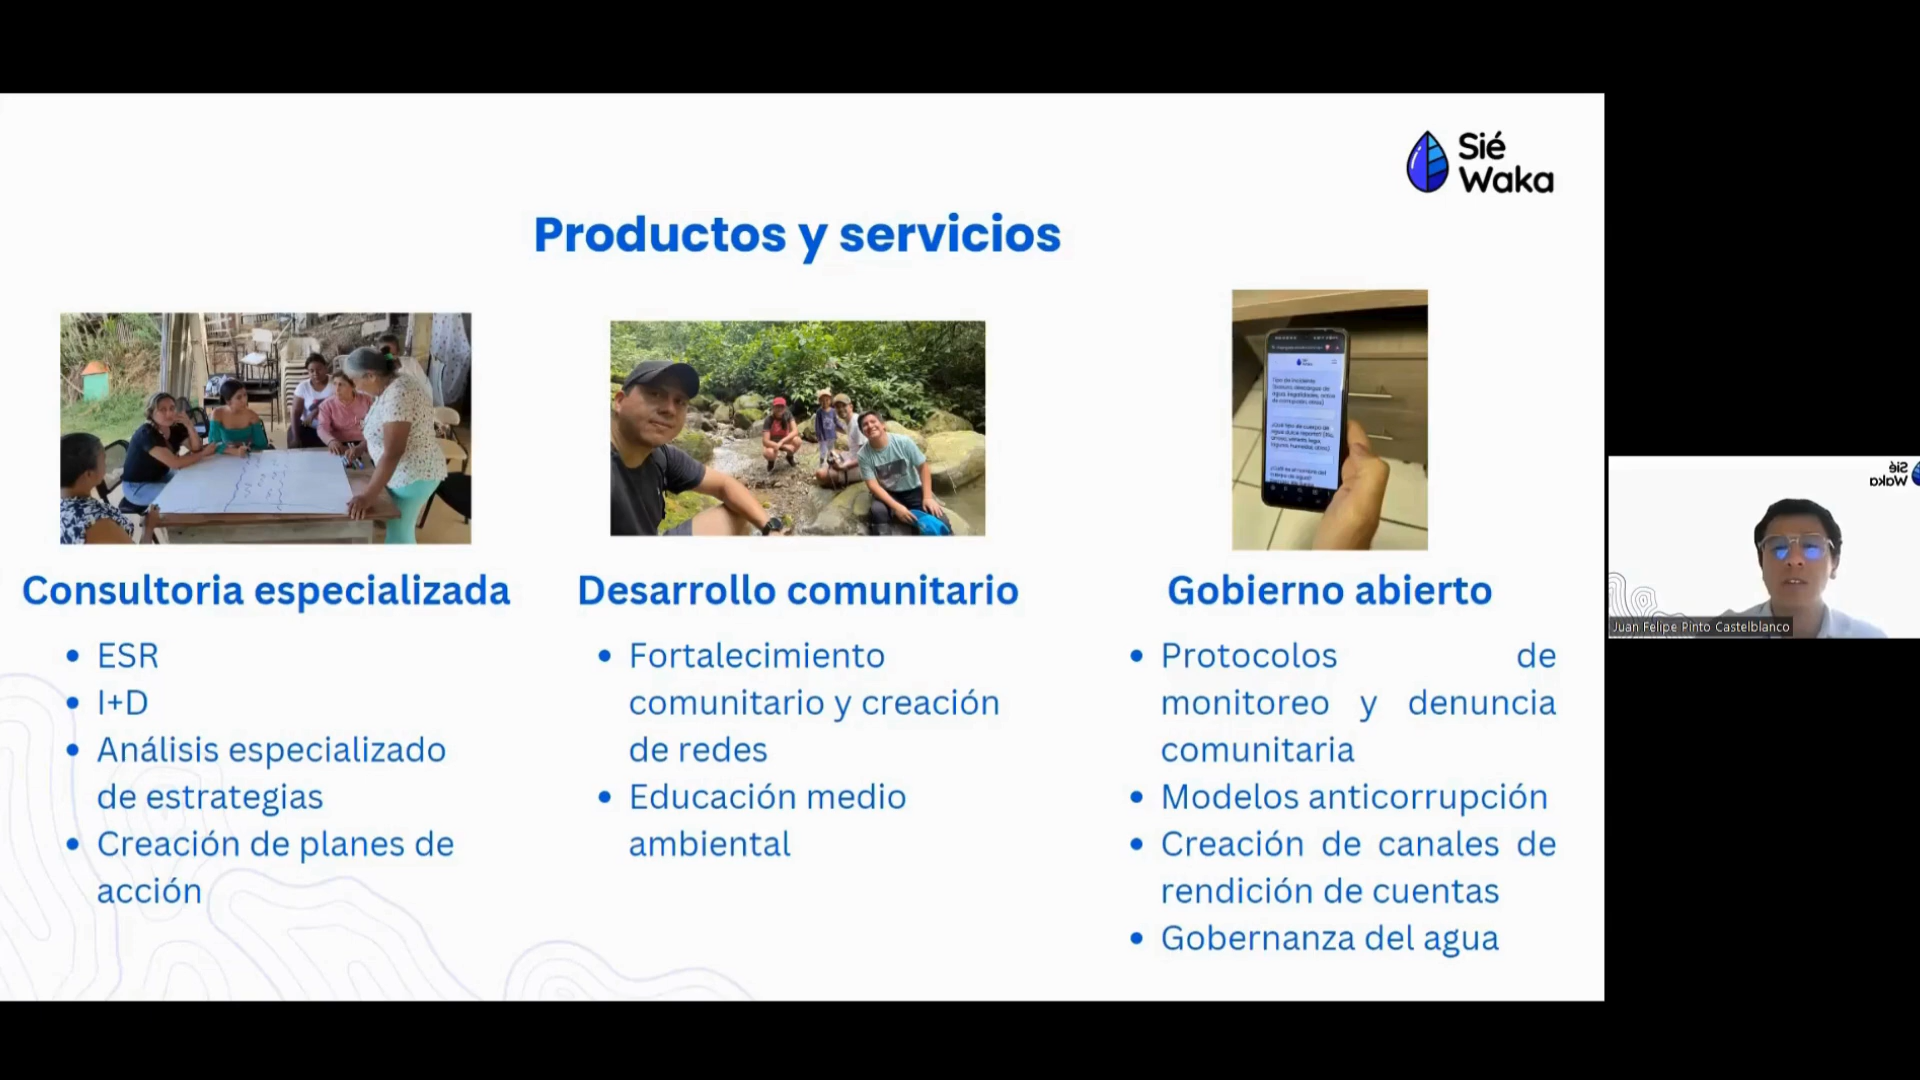 Sié
Waka
Productos y servicios
Consultoria especializada
• ESR
• I+D
• Análisis especializado
de estrategias
• Creación de planes de
acción
Desarrollo comunitario
• Fortalecimiento
comunitario y creación
de redes
• Educación medio
ambiental
Gobierno abierto
• Protocolos de
monitoreo y denuncia
comunitaria
• Modelos anticorrupción
• Creación de canales de
rendición de cuentas
• Gobernanza del agua
Sié
Waka
Juan Felipe Pinto Castelblanco